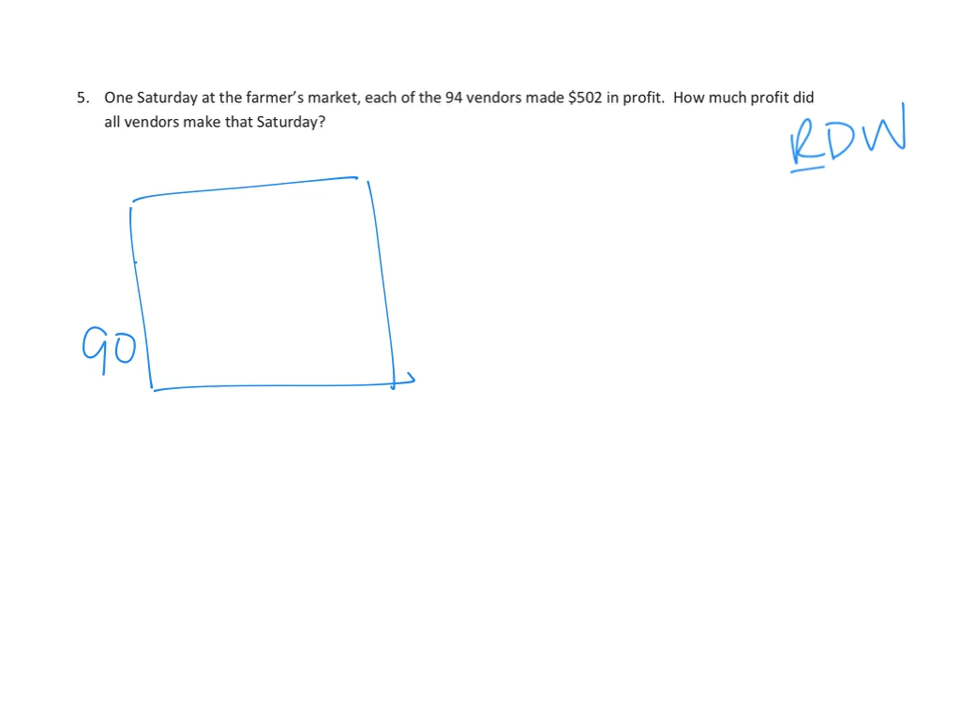 5. One Saturday at the farmer's market, each of the 94 vendors made $502 in profit. How much profit did
all vendors make that Saturday?
RDW
90